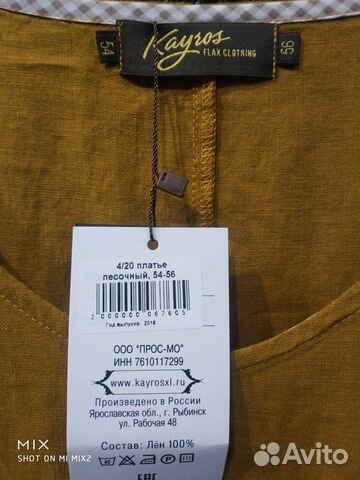 54
Kayros
FLAX CLOTHING
56
4/20 платье
песочный, 54-56
2 000000 067605
Год выпуска: 2018
ООО "ПРОС-МО"
ИНН 7610117299
www.kayrosxl.ru
Произведено в России
Ярославская обл., г. Рыбинск
ул. Рабочая 48
Состав: Лён 100%
EAC
MIX
SHOT ON MI MIX2
Avito